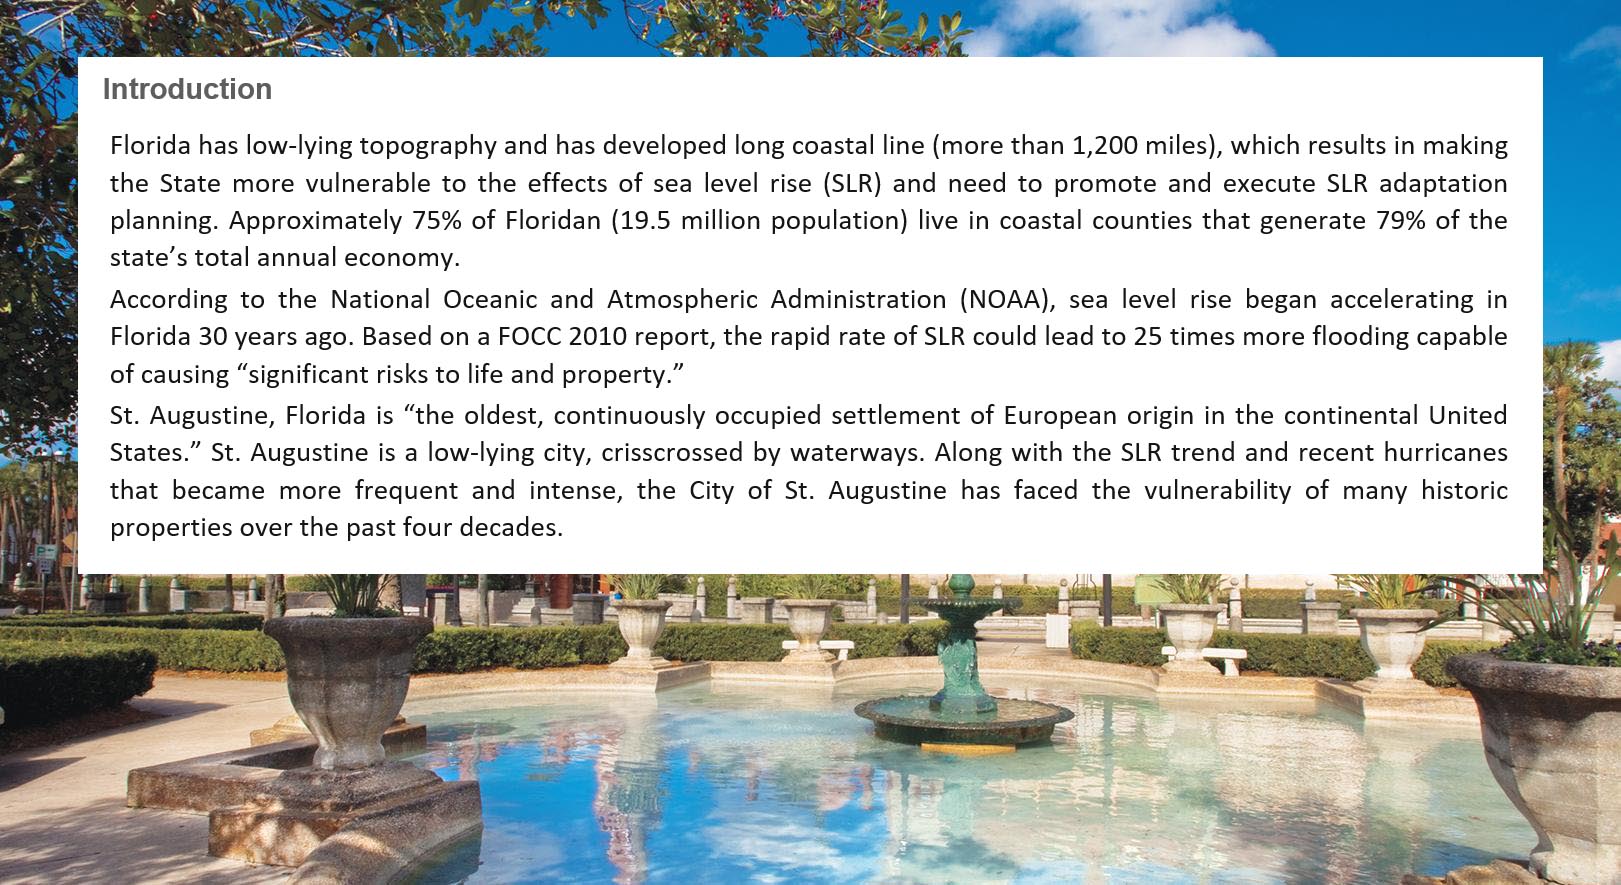 Introduction
Florida has low-lying topography and has developed long coastal line (more than 1,200 miles), which results in making
the State more vulnerable to the effects of sea level rise (SLR) and need to promote and execute SLR adaptation
planning. Approximately 75% of Floridan (19.5 million population) live in coastal counties that generate 79% of the
state’s total annual economy.
According to the National Oceanic and Atmospheric Administration (NOAA), sea level rise began accelerating in
Florida 30 years ago. Based on a FOCC 2010 report, the rapid rate of SLR could lead to 25 times more flooding capable
of causing “significant risks to life and property.”
St. Augustine, Florida is “the oldest, continuously occupied settlement of European origin in the continental United
States.” St. Augustine is a low-lying city, crisscrossed by waterways. Along with the SLR trend and recent hurricanes
that became more frequent and intense, the City of St. Augustine has faced the vulnerability of many historic
properties over the past four decades.